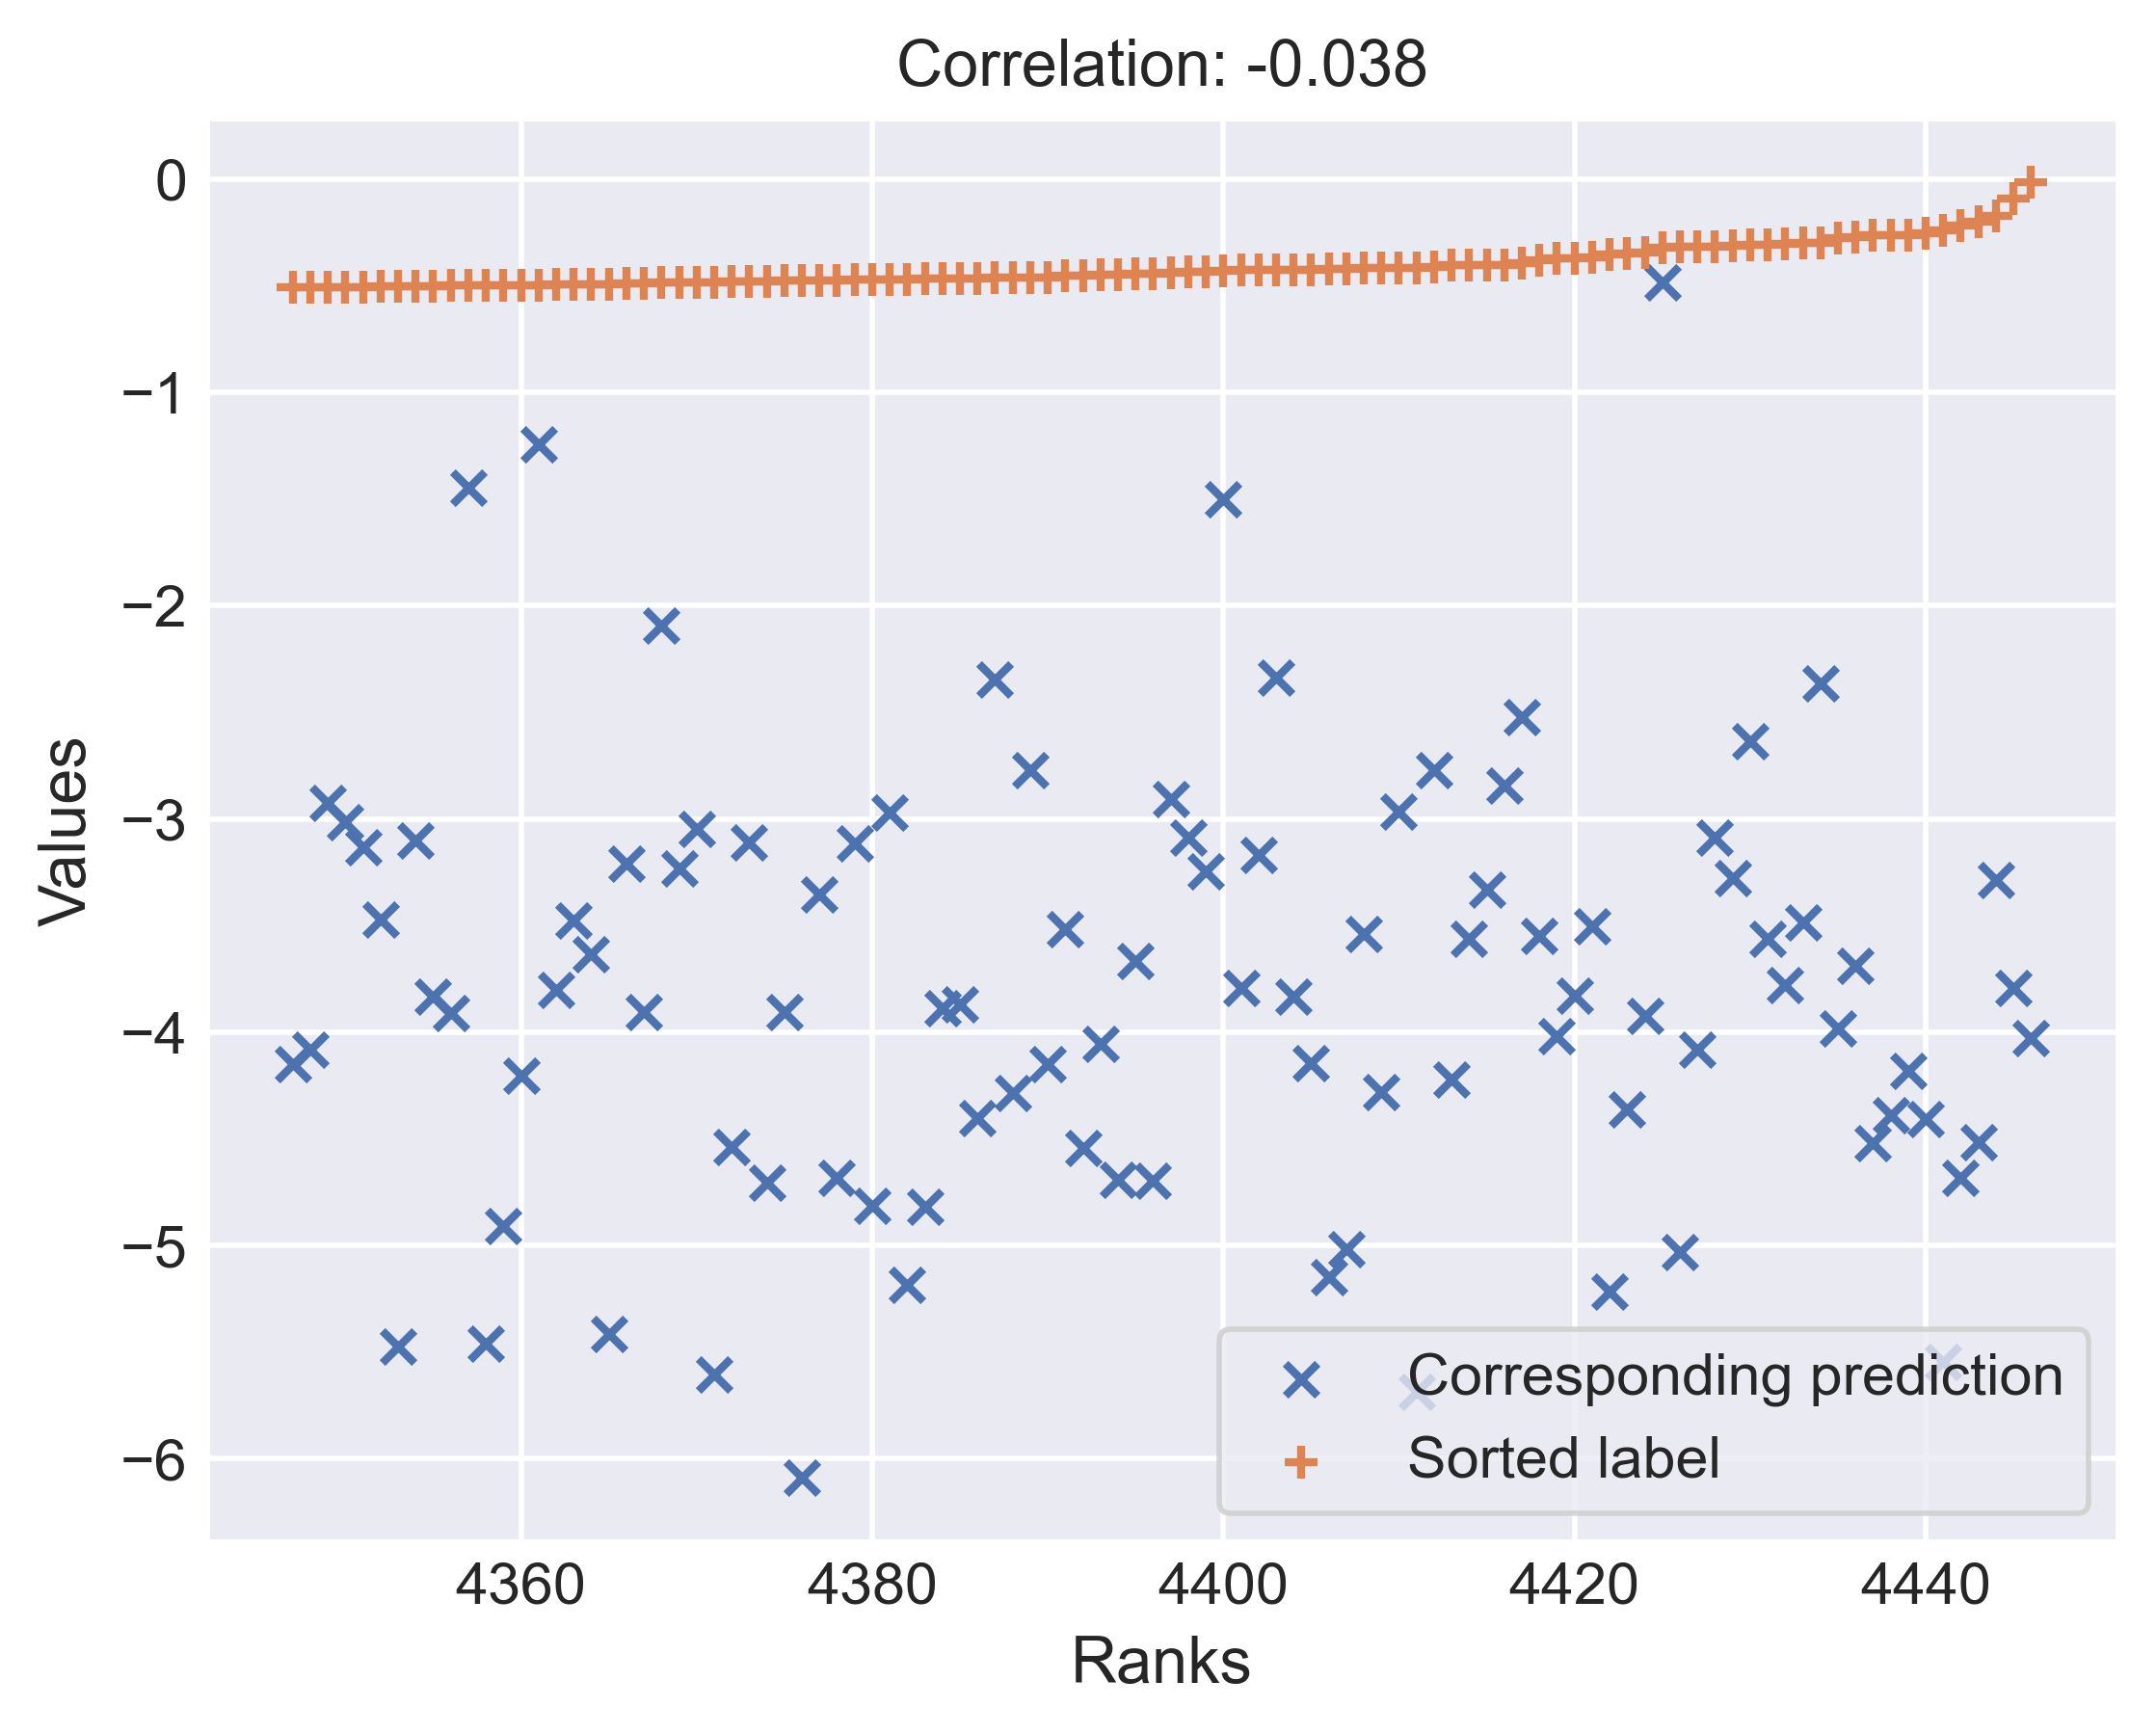 Correlation: -0.038
0
−1
−2
−3
−4
−5
−6
Values
Corresponding prediction
Sorted label
4360 4380 4400 4420 4440
Ranks